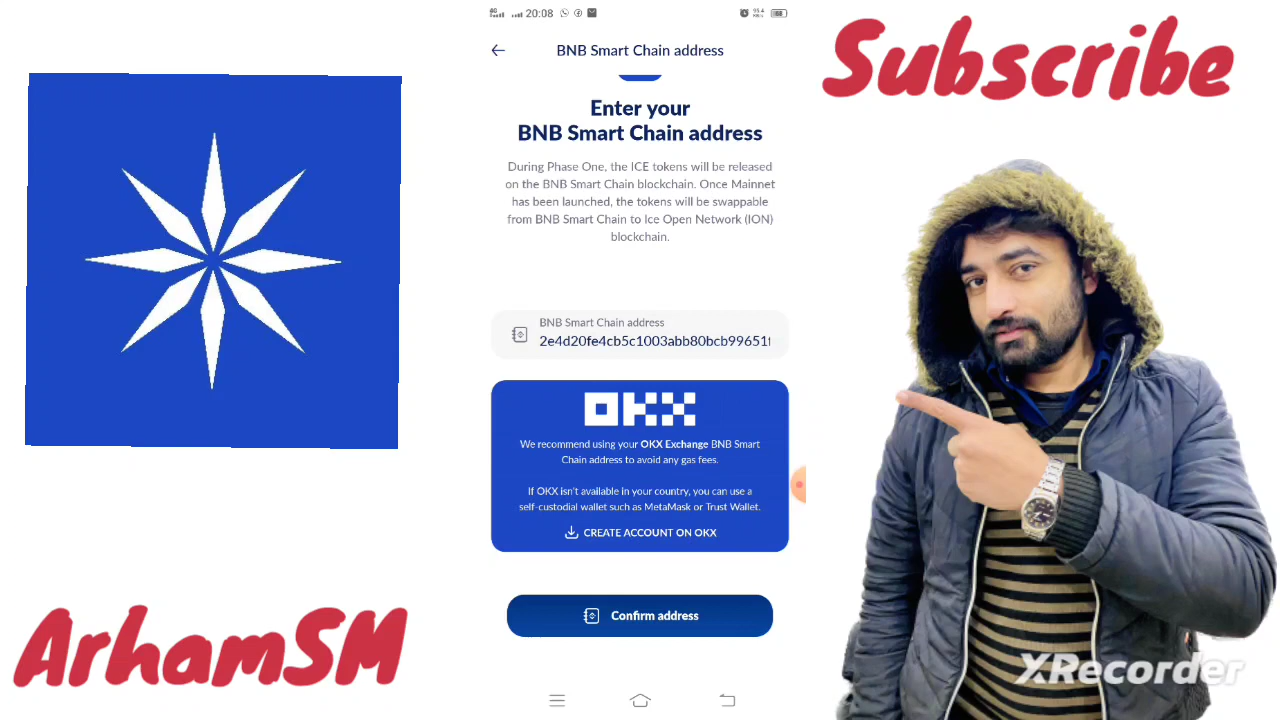 4G 20:08 95.4 KB/s
BNB Smart Chain address
Subscribe
Enter your
BNB Smart Chain address
During Phase One, the ICE tokens will be released
on the BNB Smart Chain blockchain. Once Mainnet
has been launched, the tokens will be swappable
from BNB Smart Chain to Ice Open Network (ION)
blockchain.
BNB Smart Chain address
2e4d20fe4cb5c1003abb80bcb99651
OKX
We recommend using your OKX Exchange BNB Smart
Chain address to avoid any gas fees.
If OKX isn't available in your country, you can use a
self-custodial wallet such as MetaMask or Trust Wallet.
CREATE ACCOUNT ON OKX
Confirm address
ArhamSM
XRecorder